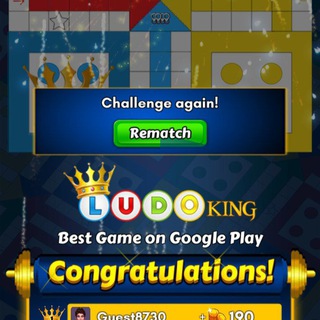 Challenge again!
Rematch
LUDO KING
Best Game on Google Play
Congratulations!
Guest8730 + 190